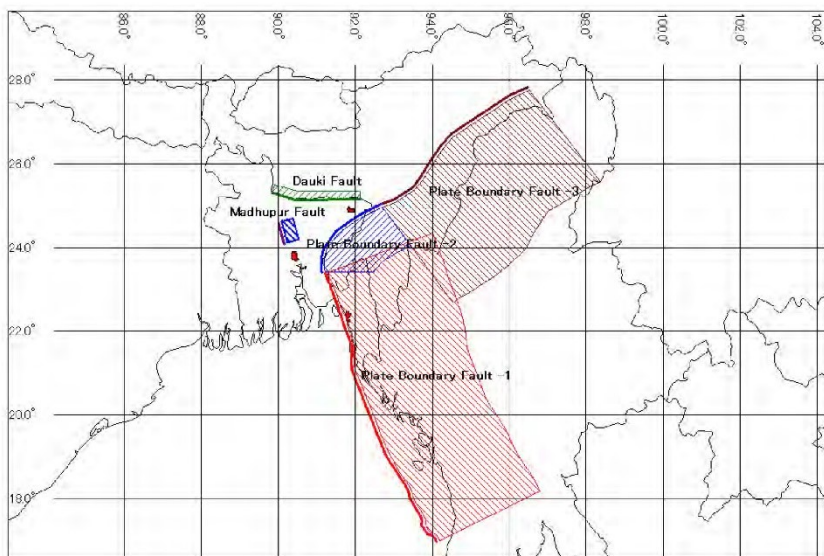 86.0° 88.0° 90.0° 92.0° 94.0° 96.0° 98.0° 100.0° 102.0° 104.0°
28.0°
26.0°
Dauki Fault
Plate Boundary Fault -3
Madhupur Fault
24.0°
Plate Boundary Fault -2
22.0°
Plate Boundary Fault -1
20.0°
18.0°